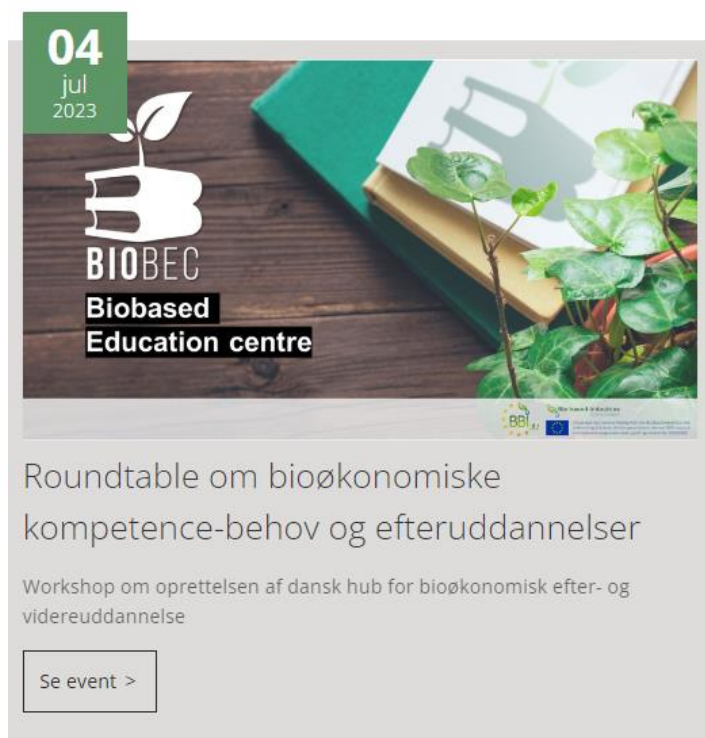 04
jul
2023
BIOBEC
Biobased
Education centre
BBI
Roundtable om bioøkonomiske
kompetence-behov og efteruddannelser
Workshop om oprettelsen af dansk hub for bioøkonomisk efter- og
videreuddannelse
Se event >